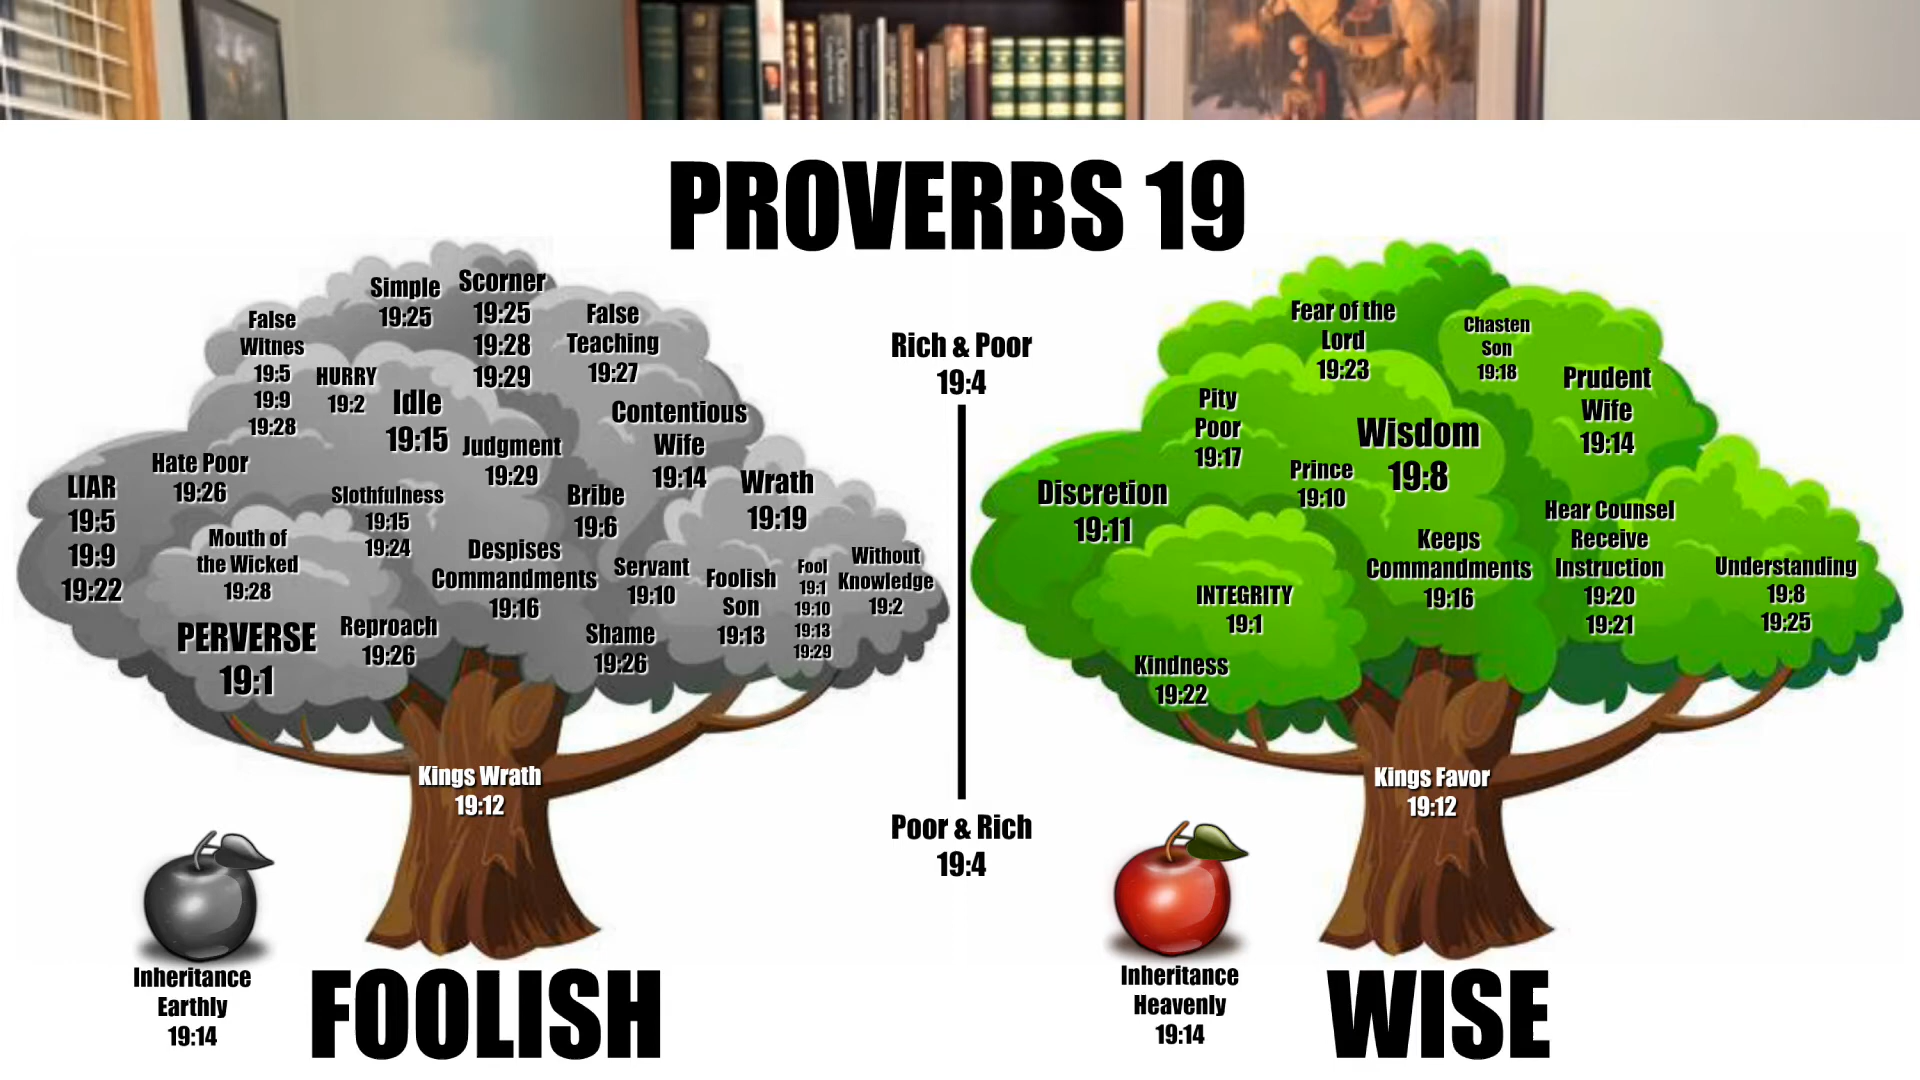 PROVERBS 19
Simple
19:25
Scorner
19:25
19:28
19:29
False
Teaching
19:27
False
WItnes
19:5
19:9
19:28
HURRY
19:2
Idle
19:15
Judgment
19:29
Contentious
Wife
19:14
Hate Poor
19:26
LIAR
19:5
19:9
19:22
Slothfulness
19:15
19:24
Bribe
19:6
Wrath
19:19
Mouth of
the Wicked
19:28
Despises
Commandments
19:16
Servant
19:10
Foolish
Son
19:13
Fool
19:1
19:10
19:13
19:29
Without
Knowledge
19:2
PERVERSE
19:1
Reproach
19:26
Shame
19:26
Kings Wrath
19:12
Inheritance
Earthly
19:14
FOOLISH
Rich & Poor
19:4
Poor & Rich
19:4
Fear of the
Lord
19:23
Chasten
Son
19:18
Prudent
Wife
19:14
Pity
Poor
19:17
Wisdom
19:8
Prince
19:10
Discretion
19:11
Hear Counsel
Receive
Instruction
19:20
19:21
Keeps
Commandments
19:16
Understanding
19:8
19:25
INTEGRITY
19:1
Kindness
19:22
Kings Favor
19:12
Inheritance
Heavenly
19:14
WISE